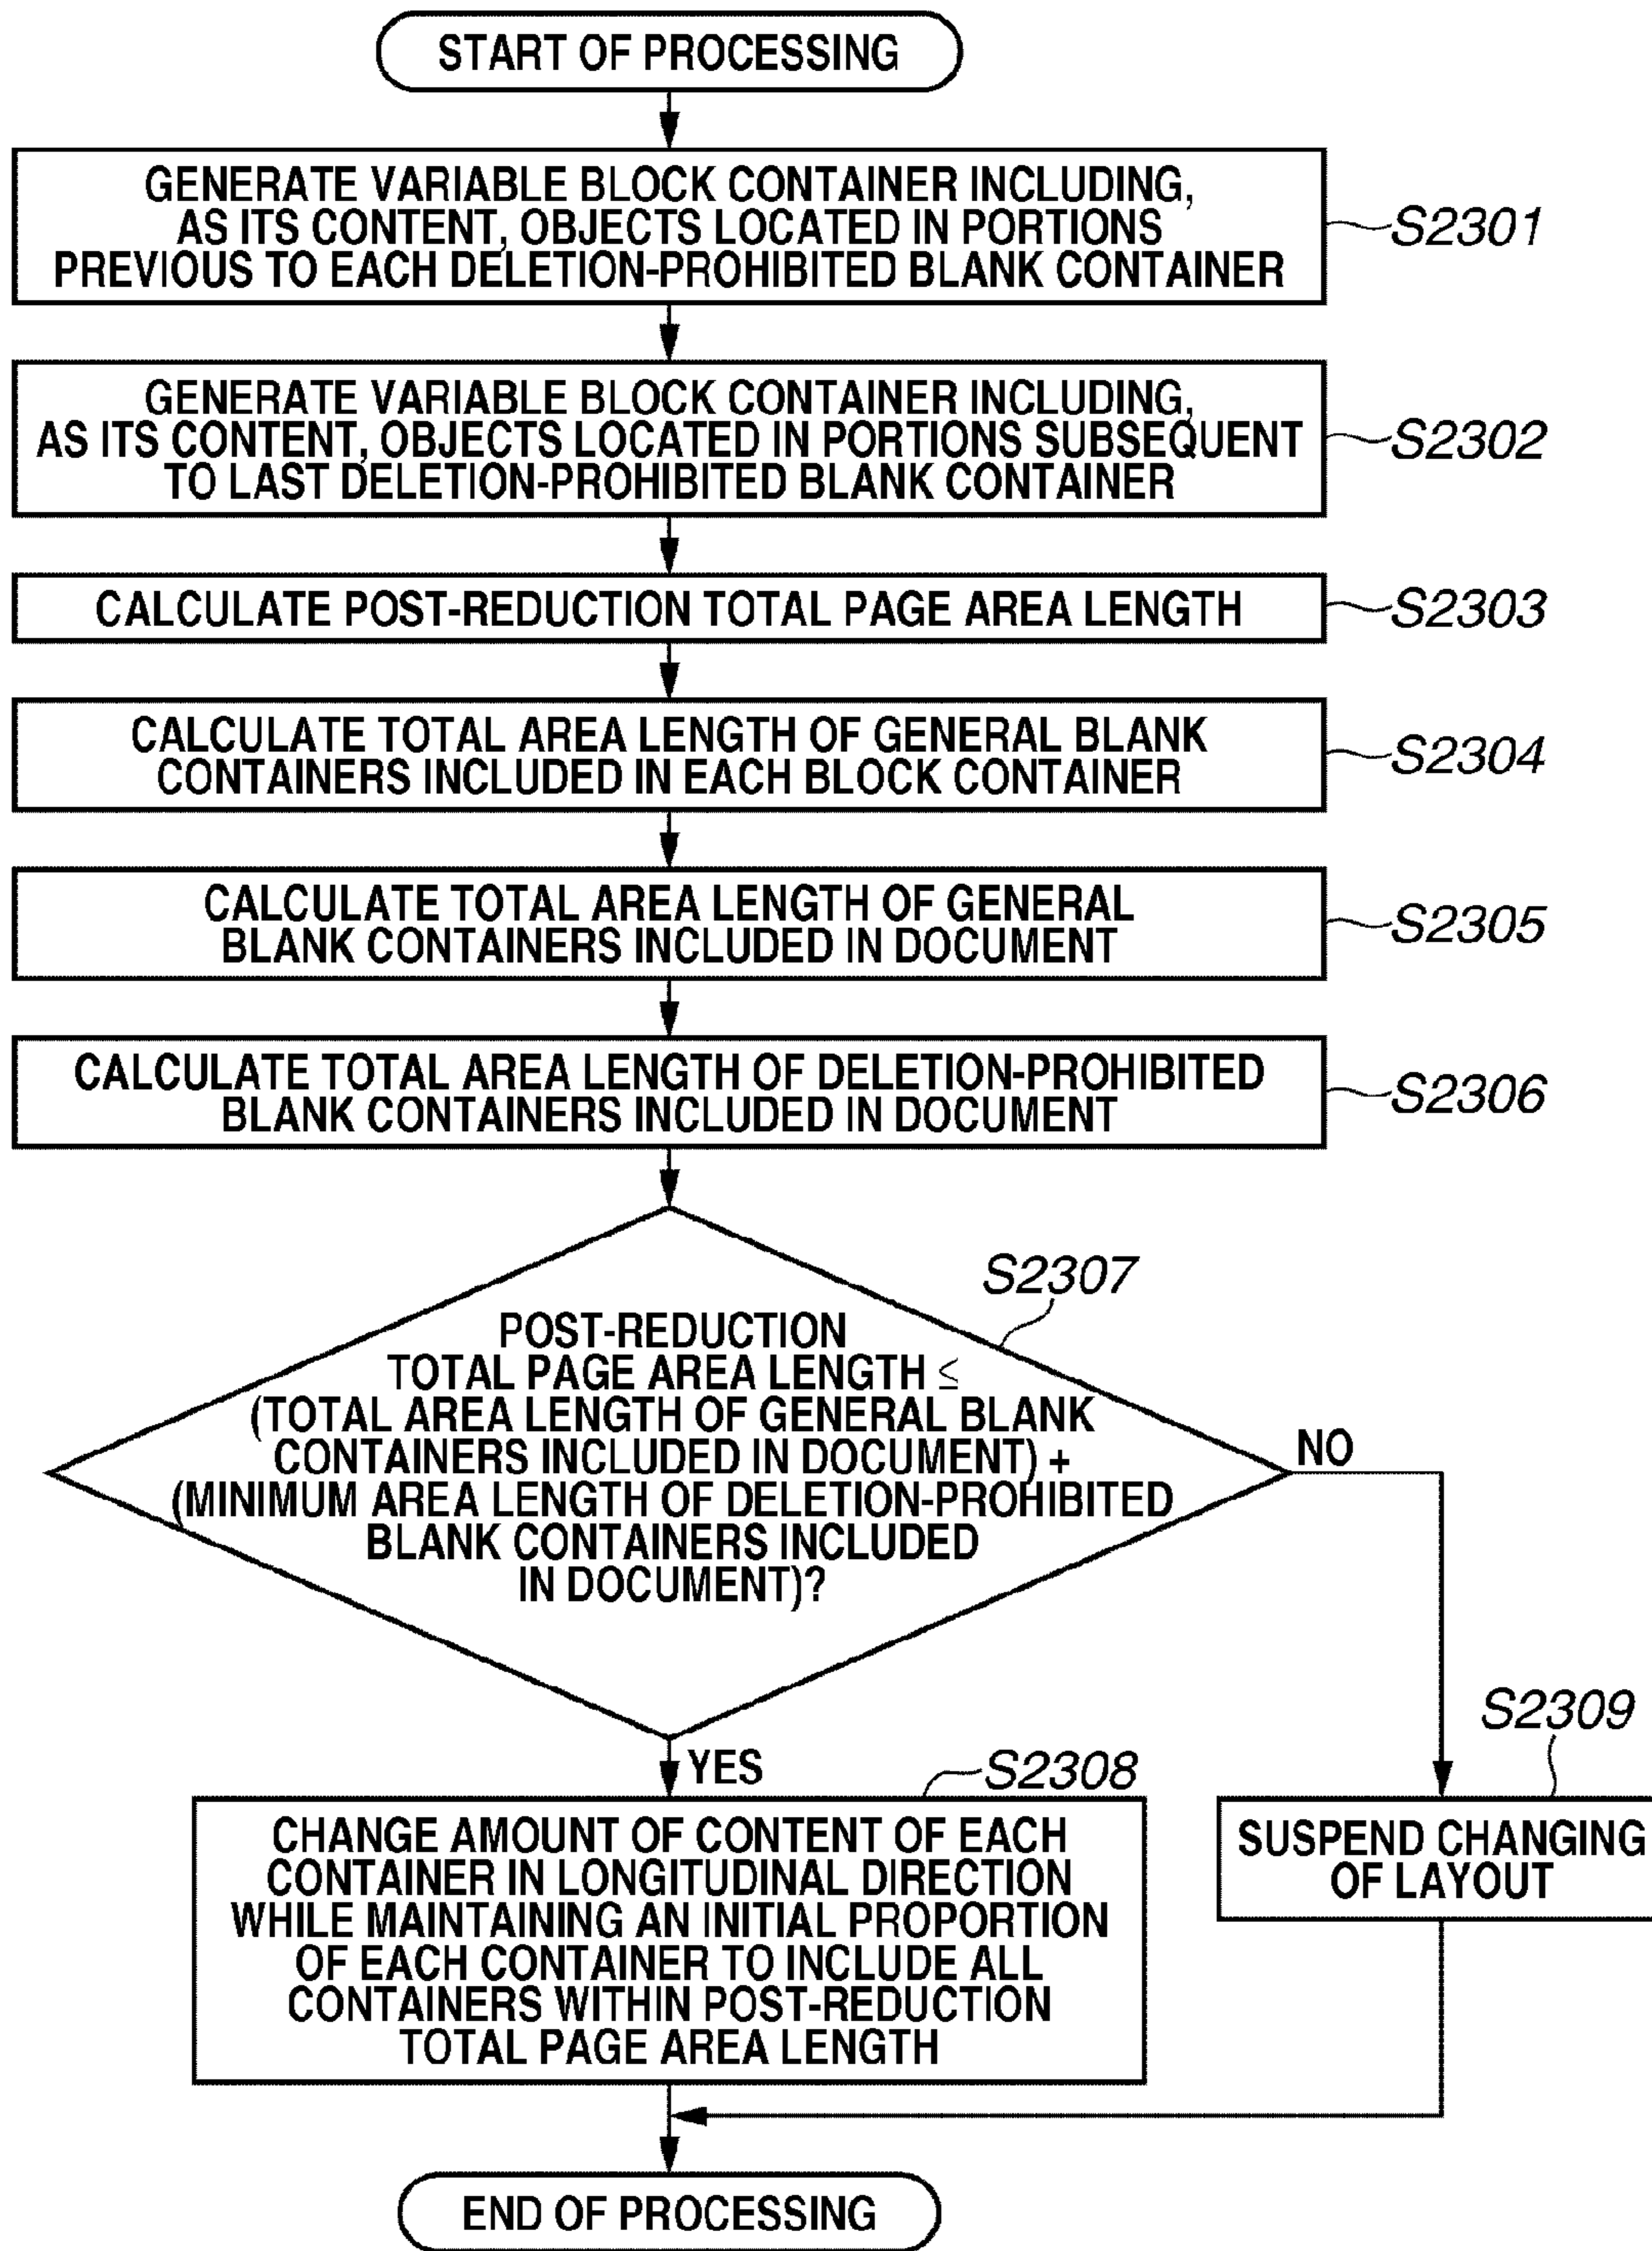 START OF PROCESSING
GENERATE VARIABLE BLOCK CONTAINER INCLUDING,
AS ITS CONTENT, OBJECTS LOCATED IN PORTIONS
PREVIOUS TO EACH DELETION-PROHIBITED BLANK CONTAINER
S2301
GENERATE VARIABLE BLOCK CONTAINER INCLUDING,
AS ITS CONTENT, OBJECTS LOCATED IN PORTIONS SUBSEQUENT
TO LAST DELETION-PROHIBITED BLANK CONTAINER
S2302
CALCULATE POST-REDUCTION TOTAL PAGE AREA LENGTH
S2303
CALCULATE TOTAL AREA LENGTH OF GENERAL BLANK
CONTAINERS INCLUDED IN EACH BLOCK CONTAINER
S2304
CALCULATE TOTAL AREA LENGTH OF GENERAL
BLANK CONTAINERS INCLUDED IN DOCUMENT
S2305
CALCULATE TOTAL AREA LENGTH OF DELETION-PROHIBITED
BLANK CONTAINERS INCLUDED IN DOCUMENT
S2306
S2307
POST-REDUCTION
TOTAL PAGE AREA LENGTH ≤
(TOTAL AREA LENGTH OF GENERAL BLANK
CONTAINERS INCLUDED IN DOCUMENT) +
(MINIMUM AREA LENGTH OF DELETION-PROHIBITED
BLANK CONTAINERS INCLUDED
IN DOCUMENT)?
NO
YES
S2308
CHANGE AMOUNT OF CONTENT OF EACH
CONTAINER IN LONGITUDINAL DIRECTION
WHILE MAINTAINING AN INITIAL PROPORTION
OF EACH CONTAINER TO INCLUDE ALL
CONTAINERS WITHIN POST-REDUCTION
TOTAL PAGE AREA LENGTH
S2309
SUSPEND CHANGING
OF LAYOUT
END OF PROCESSING